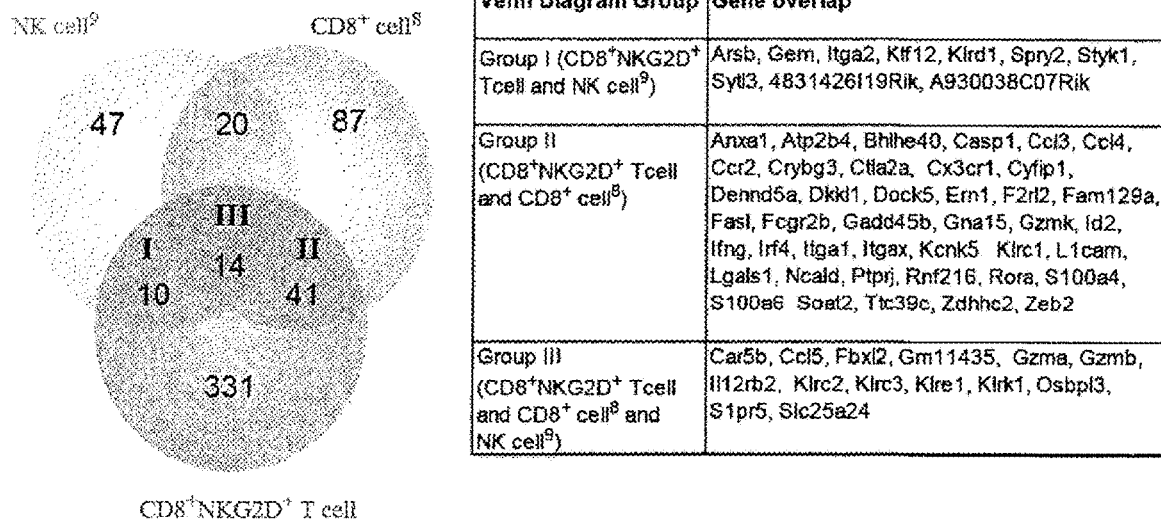 NK cell⁹
CD8⁺ cell⁸
47
20
87
III
I
II
14
10
41
331
CD8⁺NKG2D⁺ T cell
Venn Diagram Group
Gene overlap
Group I (CD8⁺NKG2D⁺
Tcell and NK cell⁹)
Arsb, Gem, Itga2, Klf12, Klrd1, Spry2, Styk1,
Sytl3, 4831426I19Rik, A930038C07Rik
Group II
(CD8⁺NKG2D⁺ Tcell
and CD8⁺ cell⁸)
Anxa1, Atp2b4, Bhlhe40, Casp1, Ccl3, Ccl4,
Ccr2, Crybg3, Ctla2a, Cx3cr1, Cyfip1,
Dennd5a, Dkkl1, Dock5, Ern1, F2rl2, Fam129a,
Fasl, Fcgr2b, Gadd45b, Gna15, Gzmk, Id2,
Ifng, Irf4, Itga1, Itgax, Kcnk5 Klrc1, L1cam,
Lgals1, Ncald, Ptprj, Rnf216, Rora, S100a4,
S100a6 Soat2, Ttc39c, Zdhhc2, Zeb2
Group III
(CD8⁺NKG2D⁺ Tcell
and CD8⁺ cell⁸ and
NK cell⁹)
Car5b, Ccl5, Fbxl2, Gm11435, Gzma, Gzmb,
Il12rb2, Klrc2, Klrc3, Klre1, Klrk1, Osbpl3,
S1pr5, Slc25a24